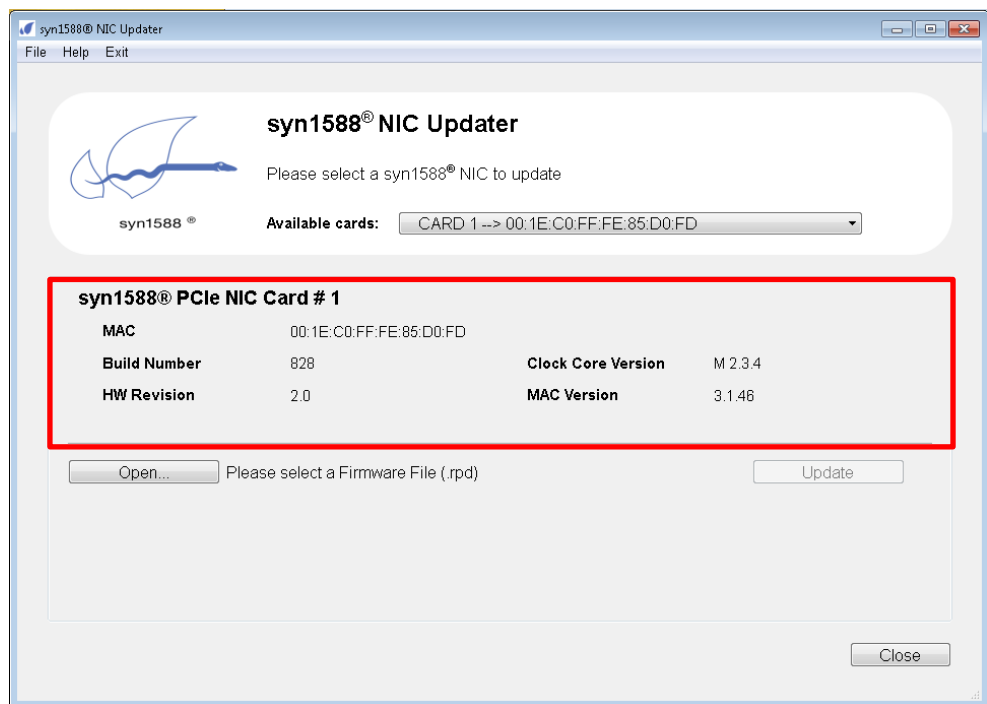 syn1588® NIC Updater
File Help Exit
syn1588® NIC Updater
Please select a syn1588® NIC to update
syn1588 ®
Available cards: CARD 1 --> 00:1E:C0:FF:FE:85:D0:FD
syn1588® PCIe NIC Card # 1
MAC 00:1E:C0:FF:FE:85:D0:FD
Build Number 828 Clock Core Version M 2.3.4
HW Revision 2.0 MAC Version 3.1.46
Open... Please select a Firmware File (.rpd) Update
Close